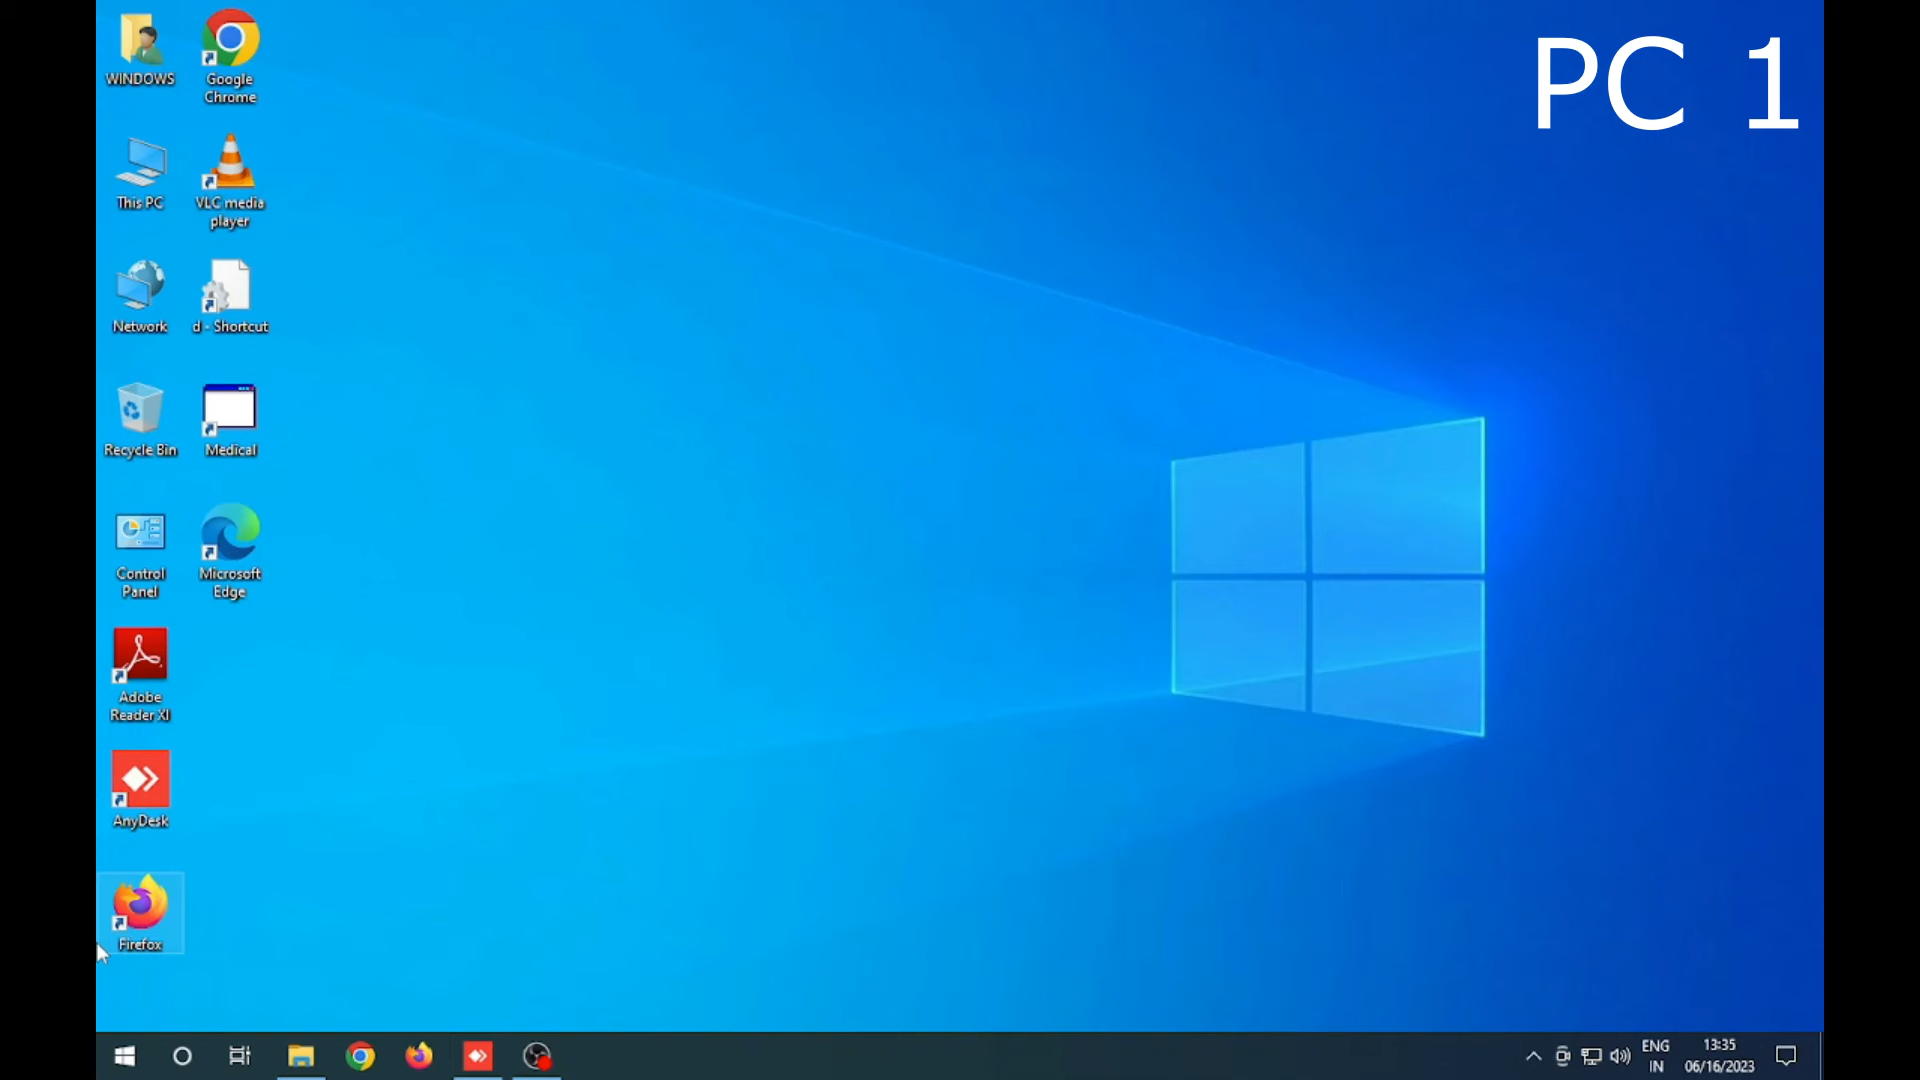 PC 1
WINDOWS
Google
Chrome
This PC
VLC media
player
Network
d - Shortcut
Recycle Bin
Medical
Control
Panel
Microsoft
Edge
Adobe
Reader XI
AnyDesk
Firefox
ENG
IN
13:35
06/16/2023